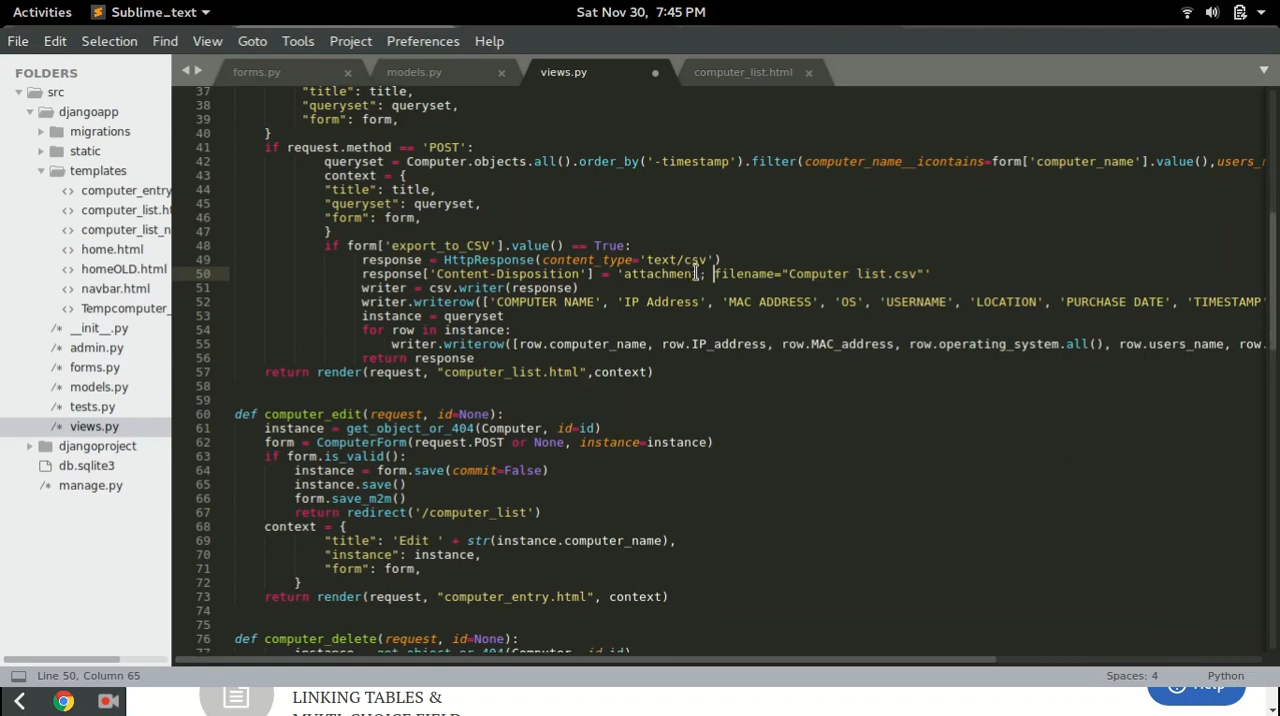 Activities Sublime_text Sat Nov 30, 7:45 PM
File Edit Selection Find View Goto Tools Project Preferences Help
FOLDERS
src
djangoapp
migrations
static
templates
computer_entry
computer_list.ht
computer_list_n
home.html
homeOLD.html
navbar.html
Tempcomputer_
__init__.py
admin.py
forms.py
models.py
tests.py
views.py
djangoproject
db.sqlite3
manage.py
forms.py models.py views.py computer_list.html
37 "title": title,
38 "queryset": queryset,
39 "form": form,
40 }
41 if request.method == 'POST':
42 queryset = Computer.objects.all().order_by('-timestamp').filter(computer_name__icontains=form['computer_name'].value(),users_n
43 context = {
44 "title": title,
45 "queryset": queryset,
46 "form": form,
47 }
48 if form['export_to_CSV'].value() == True:
49 response = HttpResponse(content_type='text/csv')
50 response['Content-Disposition'] = 'attachment; filename="Computer list.csv"'
51 writer = csv.writer(response)
52 writer.writerow(['COMPUTER NAME', 'IP Address', 'MAC ADDRESS', 'OS', 'USERNAME', 'LOCATION', 'PURCHASE DATE', 'TIMESTAMP'
53 instance = queryset
54 for row in instance:
55 writer.writerow([row.computer_name, row.IP_address, row.MAC_address, row.operating_system.all(), row.users_name, row.
56 return response
57 return render(request, "computer_list.html",context)
58
59
60 def computer_edit(request, id=None):
61 instance = get_object_or_404(Computer, id=id)
62 form = ComputerForm(request.POST or None, instance=instance)
63 if form.is_valid():
64 instance = form.save(commit=False)
65 instance.save()
66 form.save_m2m()
67 return redirect('/computer_list')
68 context = {
69 "title": 'Edit ' + str(instance.computer_name),
70 "instance": instance,
71 "form": form,
72 }
73 return render(request, "computer_entry.html", context)
74
75
76 def computer_delete(request, id=None):
77 instance = get_object_or_404(Computer, id=id)
Line 50, Column 65 Spaces: 4 Python
LINKING TABLES &
MULTI-CHOICE FIELD
Help